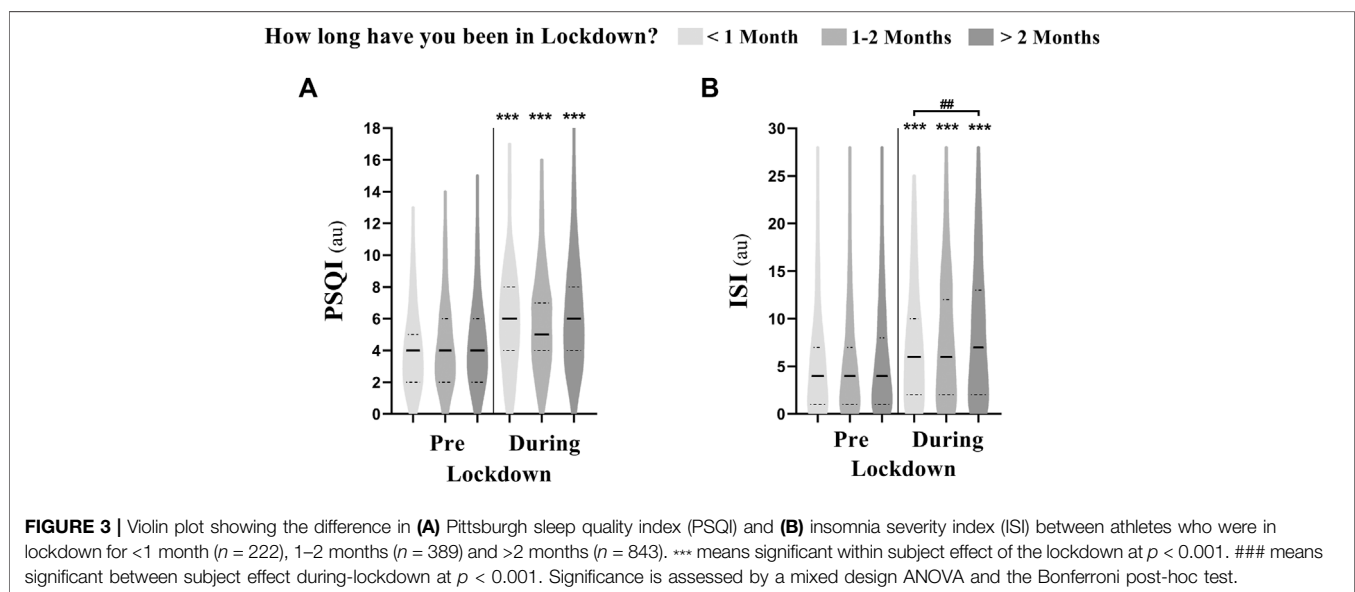 How long have you been in Lockdown? < 1 Month 1-2 Months > 2 Months
A
B
##
*** *** ***
*** *** ***
18
16
14
12
10
8
6
4
2
0
PSQI (au)
Pre During
Lockdown
30
25
20
15
10
5
0
ISI (au)
Pre During
Lockdown
FIGURE 3 | Violin plot showing the difference in (A) Pittsburgh sleep quality index (PSQI) and (B) insomnia severity index (ISI) between athletes who were in
lockdown for <1 month (n = 222), 1–2 months (n = 389) and >2 months (n = 843). *** means significant within subject effect of the lockdown at p < 0.001. ### means
significant between subject effect during-lockdown at p < 0.001. Significance is assessed by a mixed design ANOVA and the Bonferroni post-hoc test.